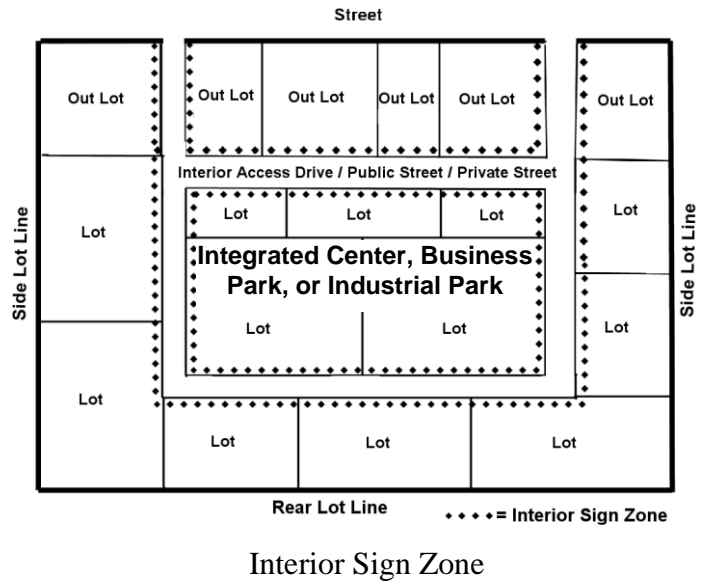 Street
Out Lot
Out Lot
Out Lot
Out Lot
Out Lot
Out Lot
Interior Access Drive / Public Street / Private Street
Lot
Lot
Lot
Lot
Lot
Side Lot Line
Side Lot Line
Integrated Center, Business
Park, or Industrial Park
Lot
Lot
Lot
Lot
Lot
Lot
Lot
Rear Lot Line
= Interior Sign Zone
Interior Sign Zone